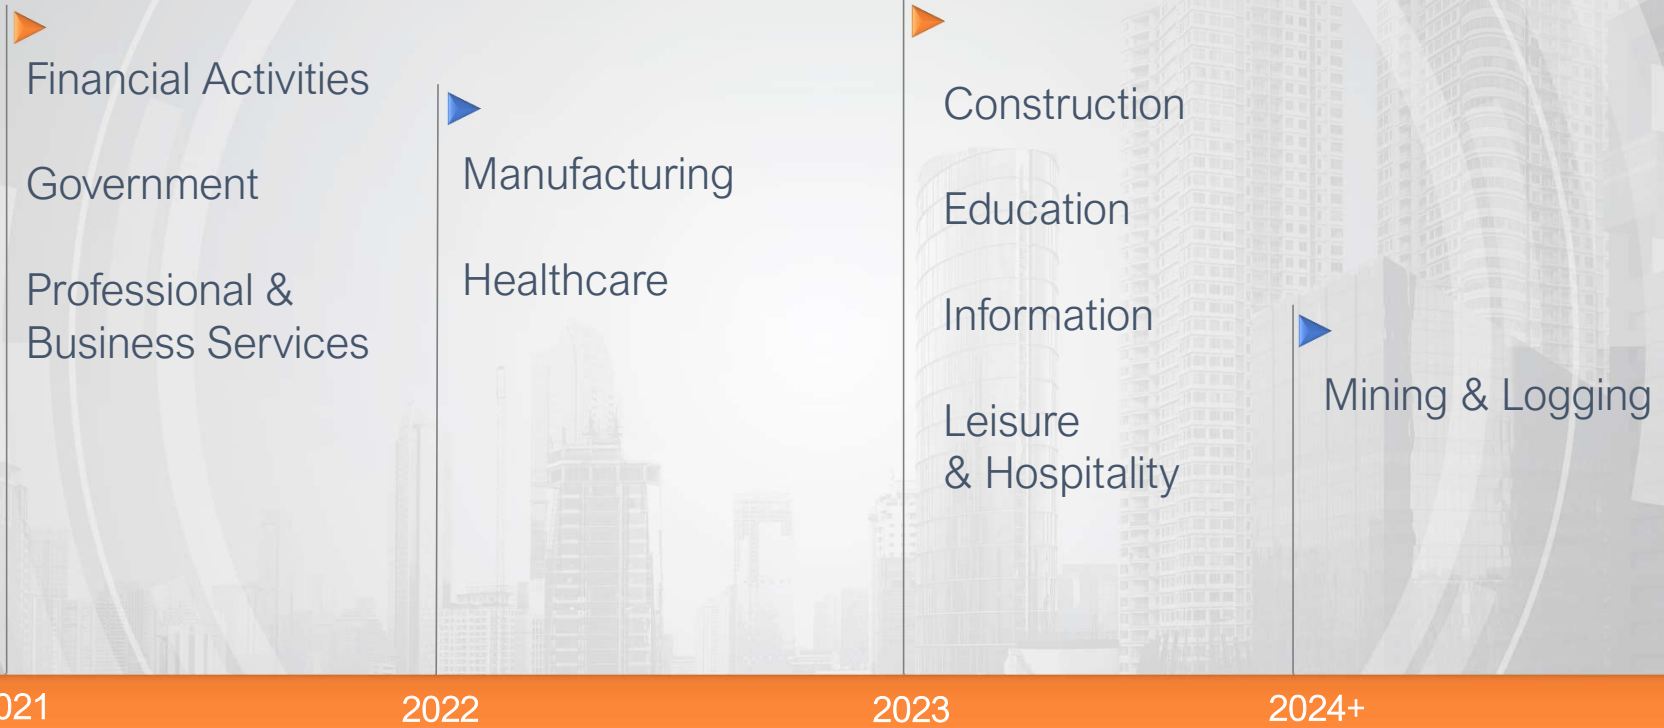 Financial Activities
Government
Professional &
Business Services
Manufacturing
Healthcare
Construction
Education
Information
Leisure
& Hospitality
Mining & Logging
021
2022
2023
2024+